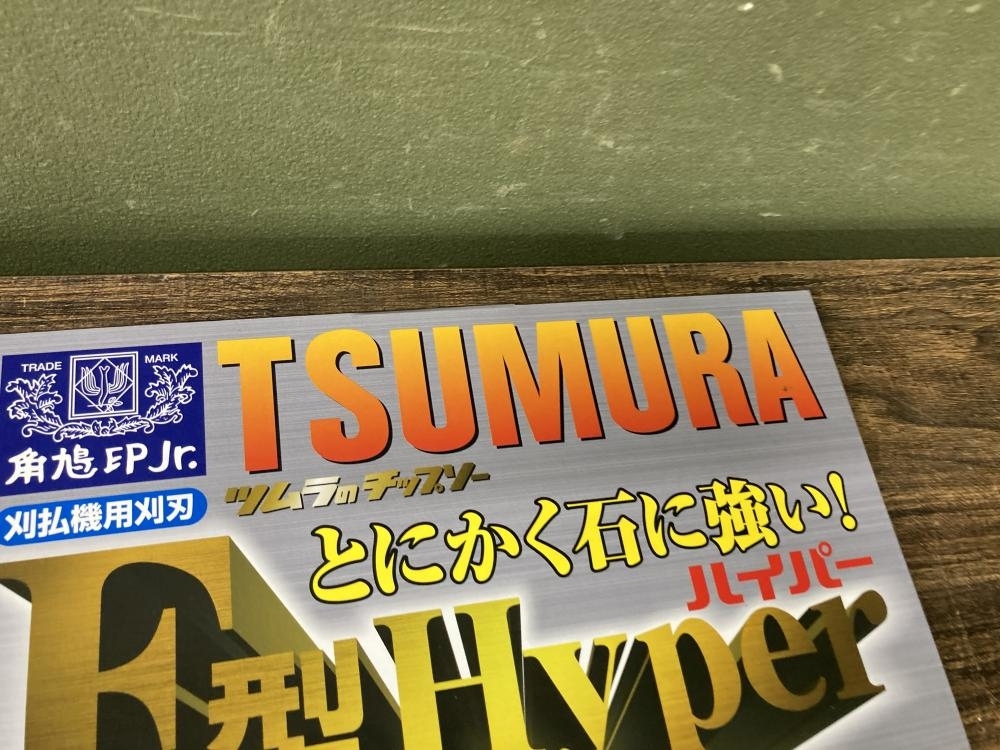 TRADE MARK
角鳩印Jr.
TSUMURA
ツムラのチップソー
刈払機用刈刃
とにかく石に強い!
ハイパー
F型Hyper